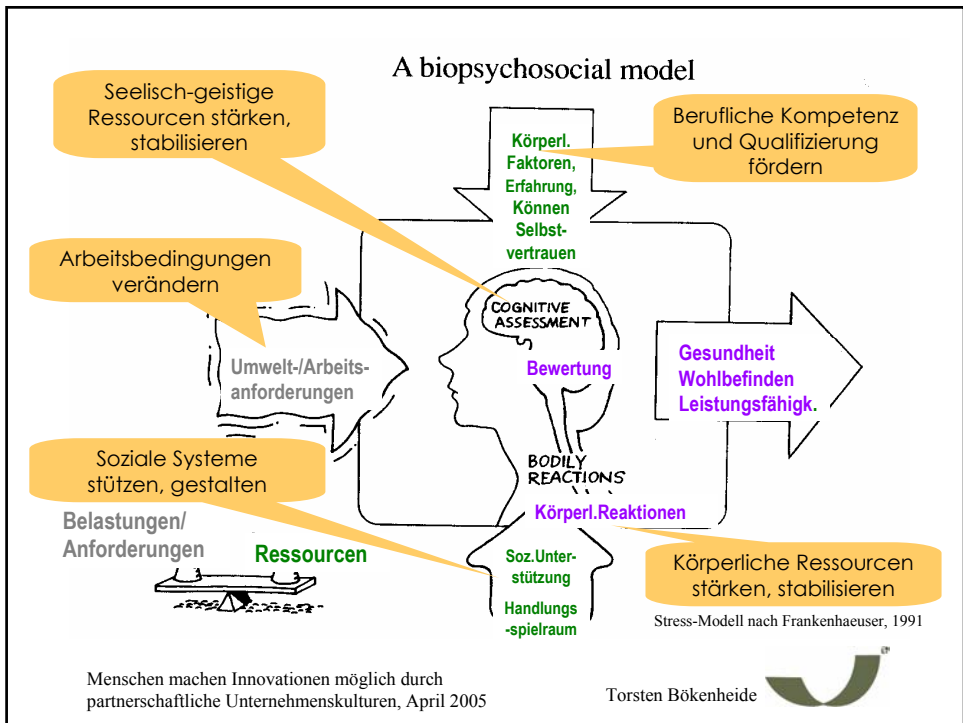 A biopsychosocial model
Seelisch-geistige
Ressourcen stärken,
stabilisieren
Körperl.
Faktoren,
Erfahrung,
Können
Selbst-
vertrauen
Berufliche Kompetenz
und Qualifizierung
fördern
Arbeitsbedingungen
verändern
Umwelt-/Arbeits-
anforderungen
COGNITIVE
ASSESSMENT
Bewertung
Gesundheit
Wohlbefinden
Leistungsfähigk.
Soziale Systeme
stützen, gestalten
BODILY
REACTIONS
Körperl.Reaktionen
Belastungen/
Anforderungen
Ressourcen
Soz.Unter-
stützung
Handlungs
-spielraum
Körperliche Ressourcen
stärken, stabilisieren
Stress-Modell nach Frankenhaeuser, 1991
Menschen machen Innovationen möglich durch
partnerschaftliche Unternehmenskulturen, April 2005
Torsten Bökenheide